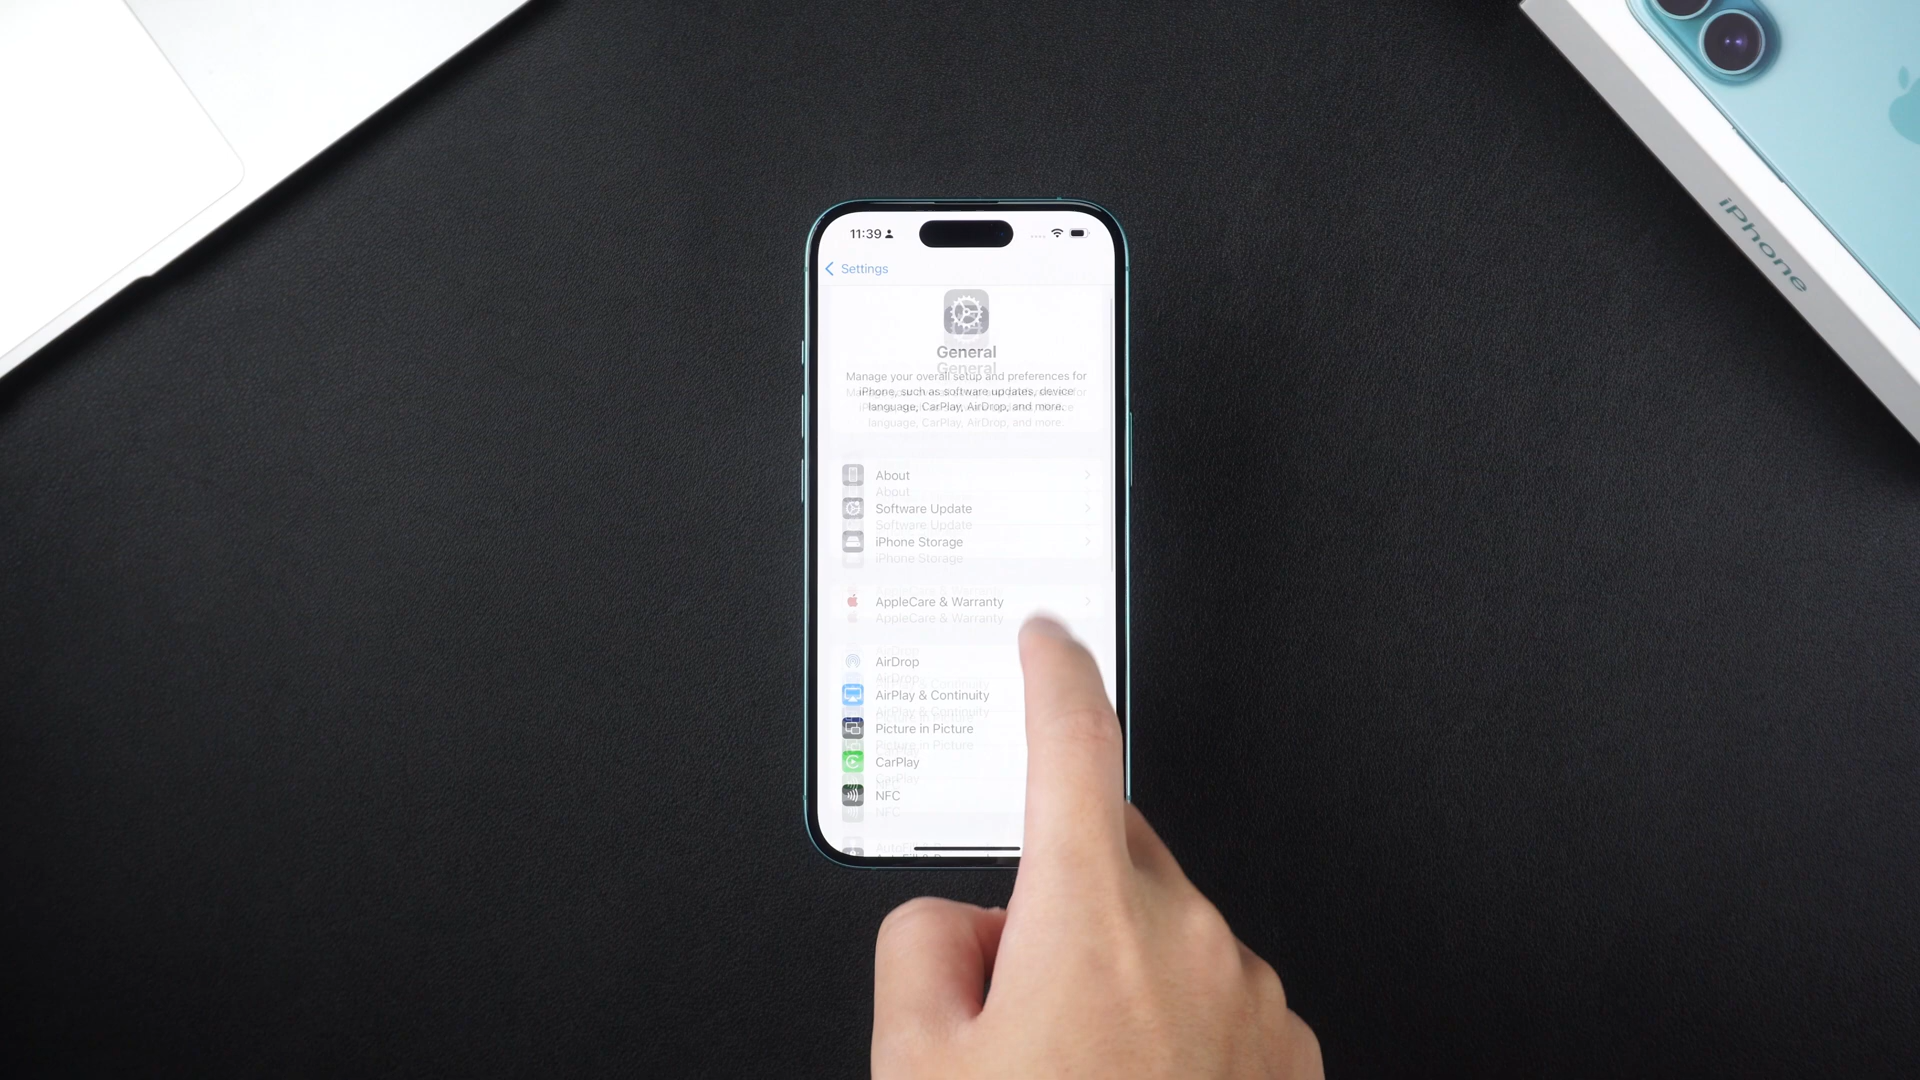 11:39
Settings
General
Manage your overall setup and preferences for
iPhone, such as software updates, device
language, CarPlay, AirDrop, and more.
About
Software Update
iPhone Storage
AppleCare & Warranty
AirDrop
AirPlay & Continuity
Picture in Picture
CarPlay
NFC
iPhone